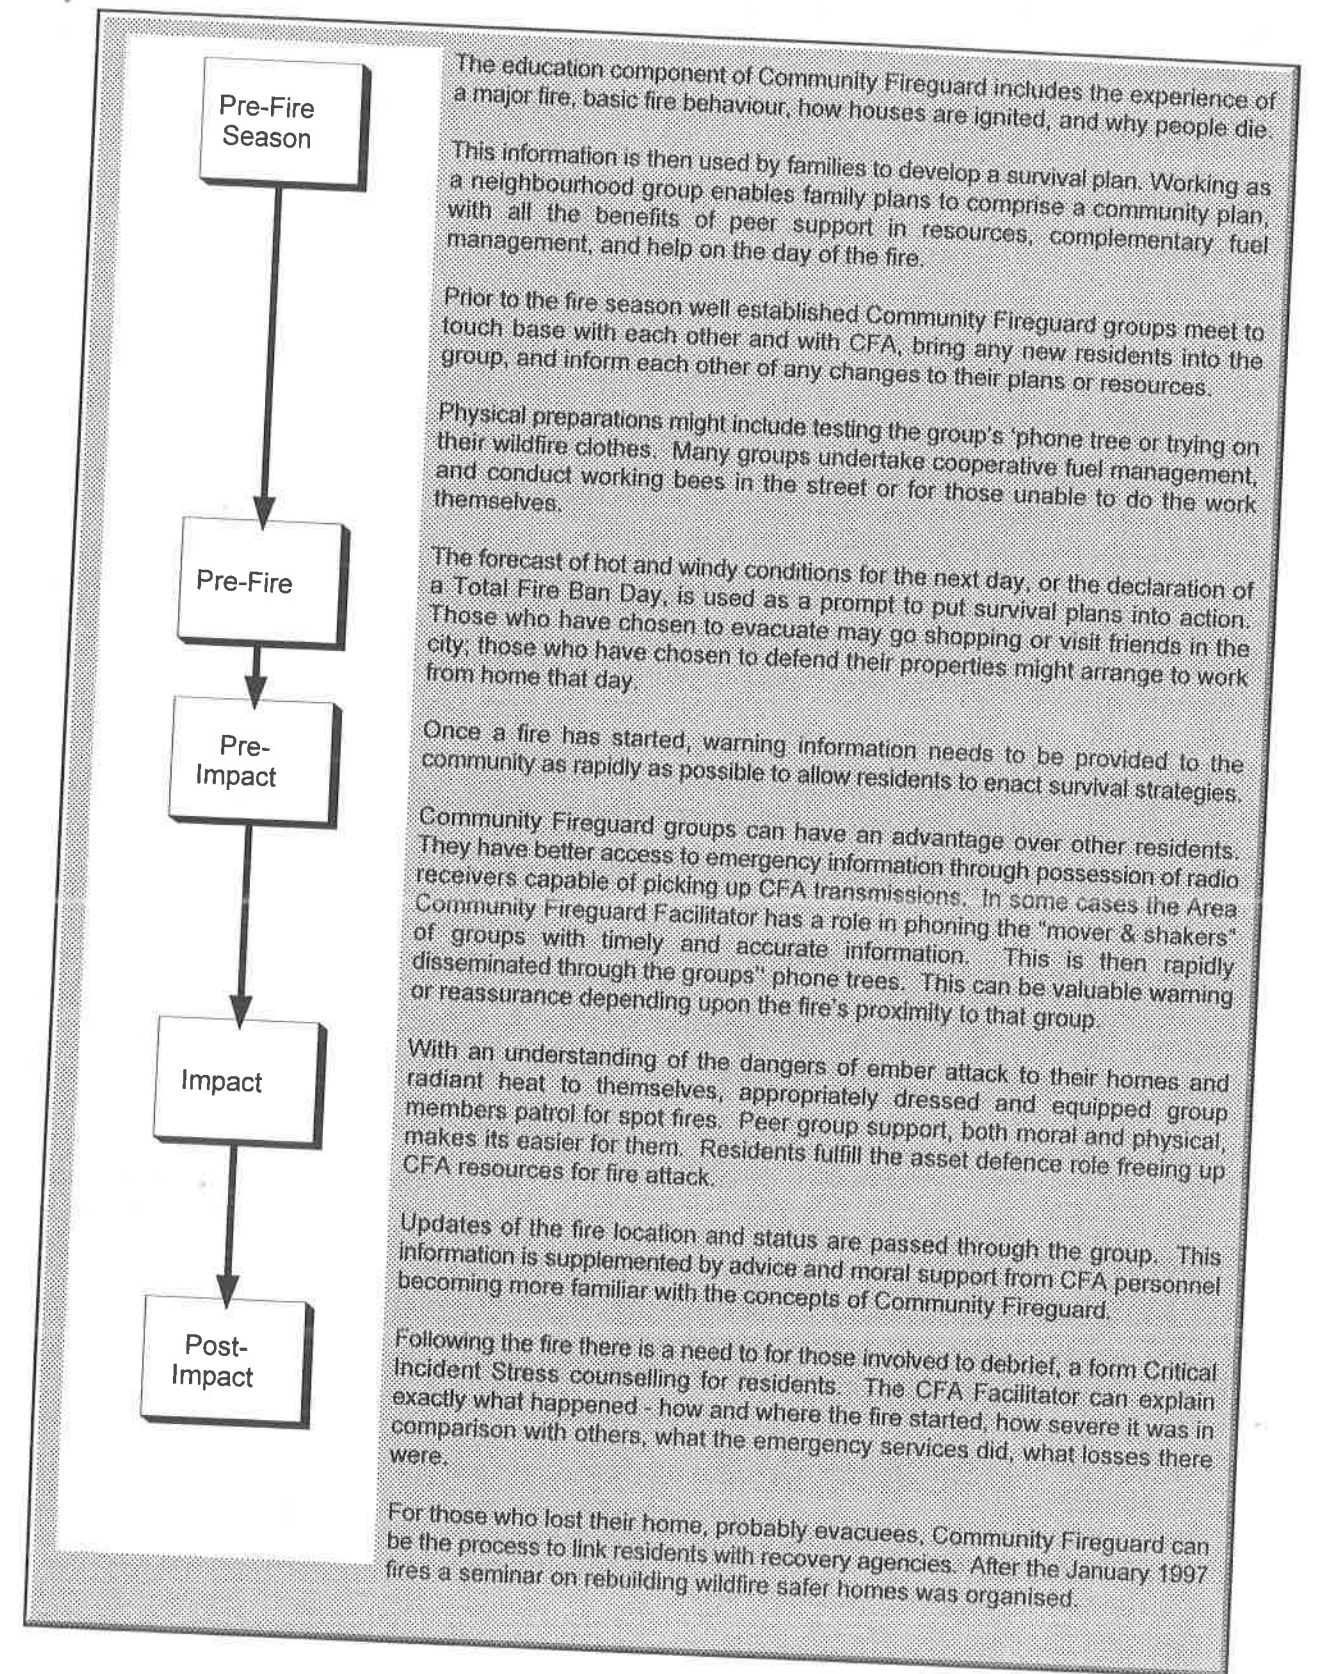 Pre-Fire
Season
The education component of Community Fireguard includes the experience of
a major fire, basic fire behaviour, how houses are ignited, and why people die.
This information is then used by families to develop a survival plan. Working as
a neighbourhood group enables family plans to comprise a community plan,
with all the benefits of peer support in resources, complementary fuel
management, and help on the day of the fire.
Prior to the fire season well established Community Fireguard groups meet to
touch base with each other and with CFA, bring any new residents into the
group, and inform each other of any changes to their plans or resources.
Physical preparations might include testing the group's 'phone tree or trying on
their wildfire clothes. Many groups undertake cooperative fuel management,
and conduct working bees in the street or for those unable to do the work
themselves.
Pre-Fire
The forecast of hot and windy conditions for the next day, or the declaration of
a Total Fire Ban Day, is used as a prompt to put survival plans into action.
Those who have chosen to evacuate may go shopping or visit friends in the
city; those who have chosen to defend their properties might arrange to work
from home that day.
Pre-
Impact
Once a fire has started, warning information needs to be provided to the
community as rapidly as possible to allow residents to enact survival strategies.
Community Fireguard groups can have an advantage over other residents.
They have better access to emergency information through possession of radio
receivers capable of picking up CFA transmissions. In some cases the Area
Community Fireguard Facilitator has a role in phoning the "mover & shakers"
of groups with timely and accurate information. This is then rapidly
disseminated through the groups" phone trees. This can be valuable warning
or reassurance depending upon the fire's proximity to that group.
Impact
With an understanding of the dangers of ember attack to their homes and
radiant heat to themselves, appropriately dressed and equipped group
members patrol for spot fires. Peer group support, both moral and physical,
makes its easier for them. Residents fulfill the asset defence role freeing up
CFA resources for fire attack.
Updates of the fire location and status are passed through the group. This
information is supplemented by advice and moral support from CFA personnel
becoming more familiar with the concepts of Community Fireguard.
Post-
Impact
Following the fire there is a need to for those involved to debrief, a form Critical
Incident Stress counselling for residents. The CFA Facilitator can explain
exactly what happened - how and where the fire started, how severe it was in
comparison with others, what the emergency services did, what losses there
were.
For those who lost their home, probably evacuees, Community Fireguard can
be the process to link residents with recovery agencies. After the January 1997
fires a seminar on rebuilding wildfire safer homes was organised.